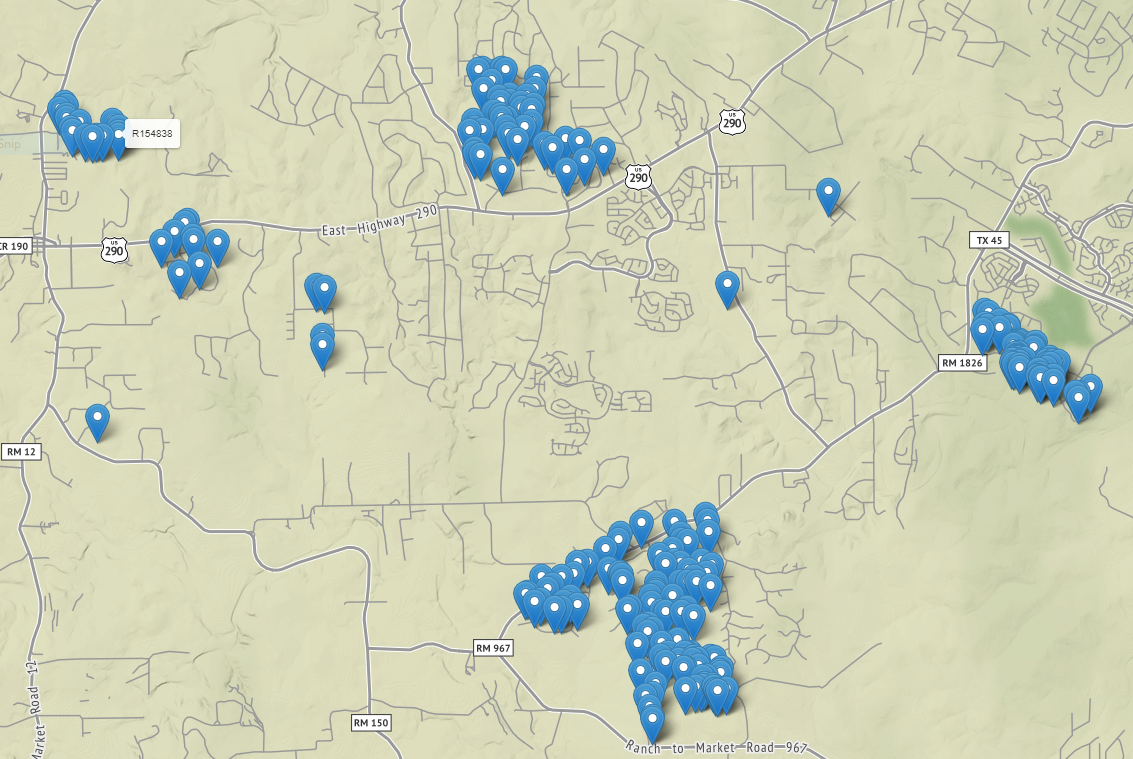 US
290
US
290
R154838
Snip
East Highway 290
CR 190
US
290
TX 45
RM 1826
RM 12
RM 967
Market Road 12
RM 150
Ranch to Market Road 967